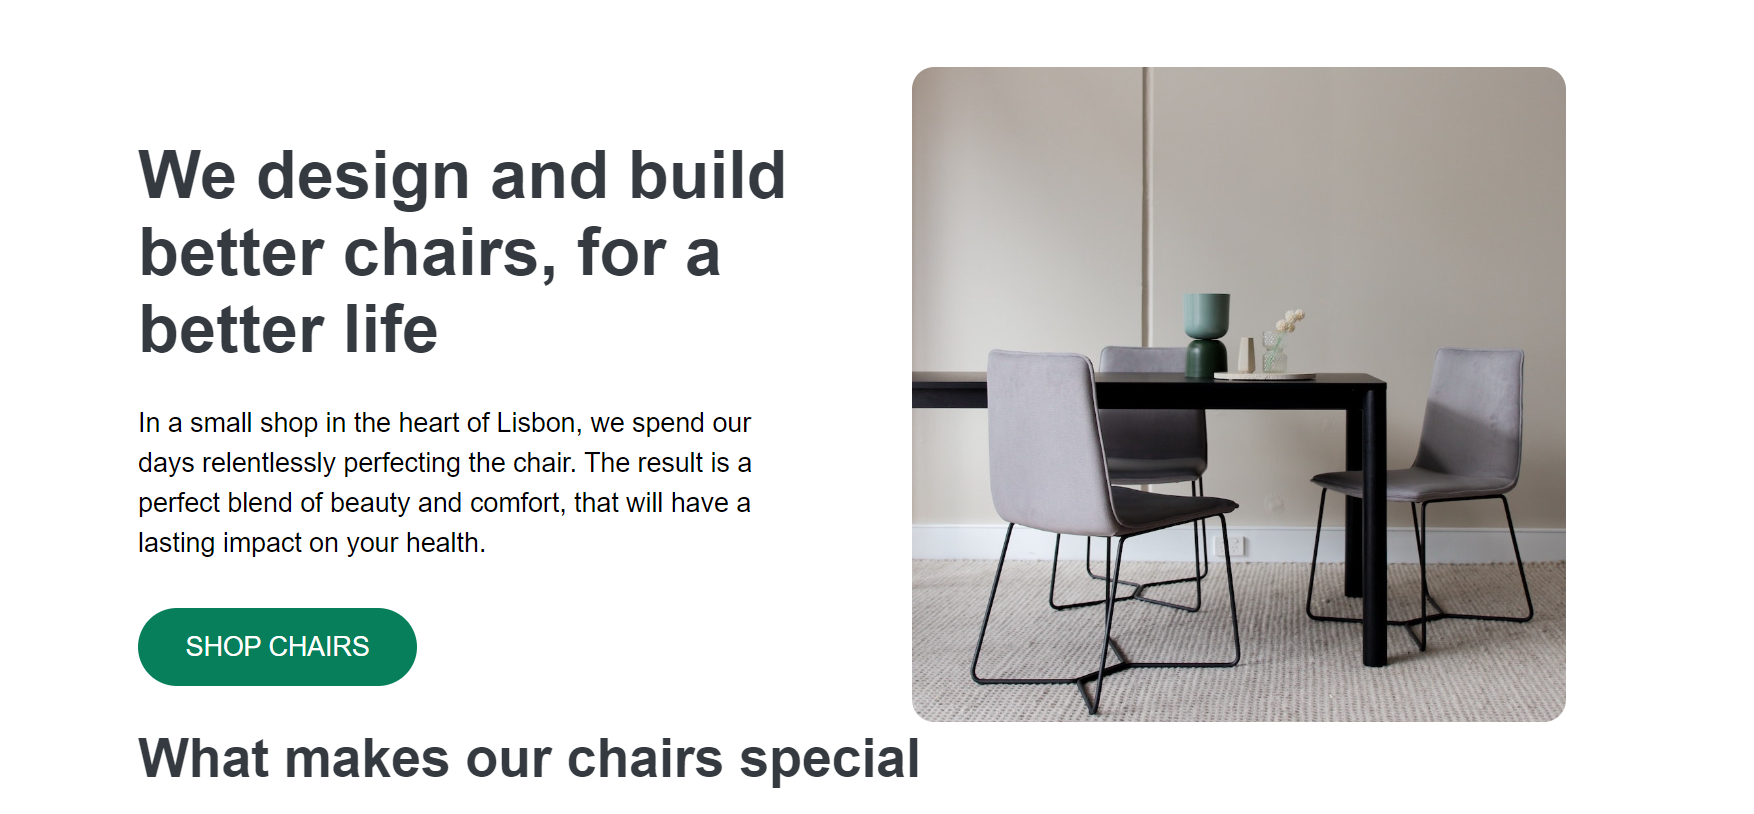 We design and build
better chairs, for a
better life
In a small shop in the heart of Lisbon, we spend our
days relentlessly perfecting the chair. The result is a
perfect blend of beauty and comfort, that will have a
lasting impact on your health.
SHOP CHAIRS
What makes our chairs special